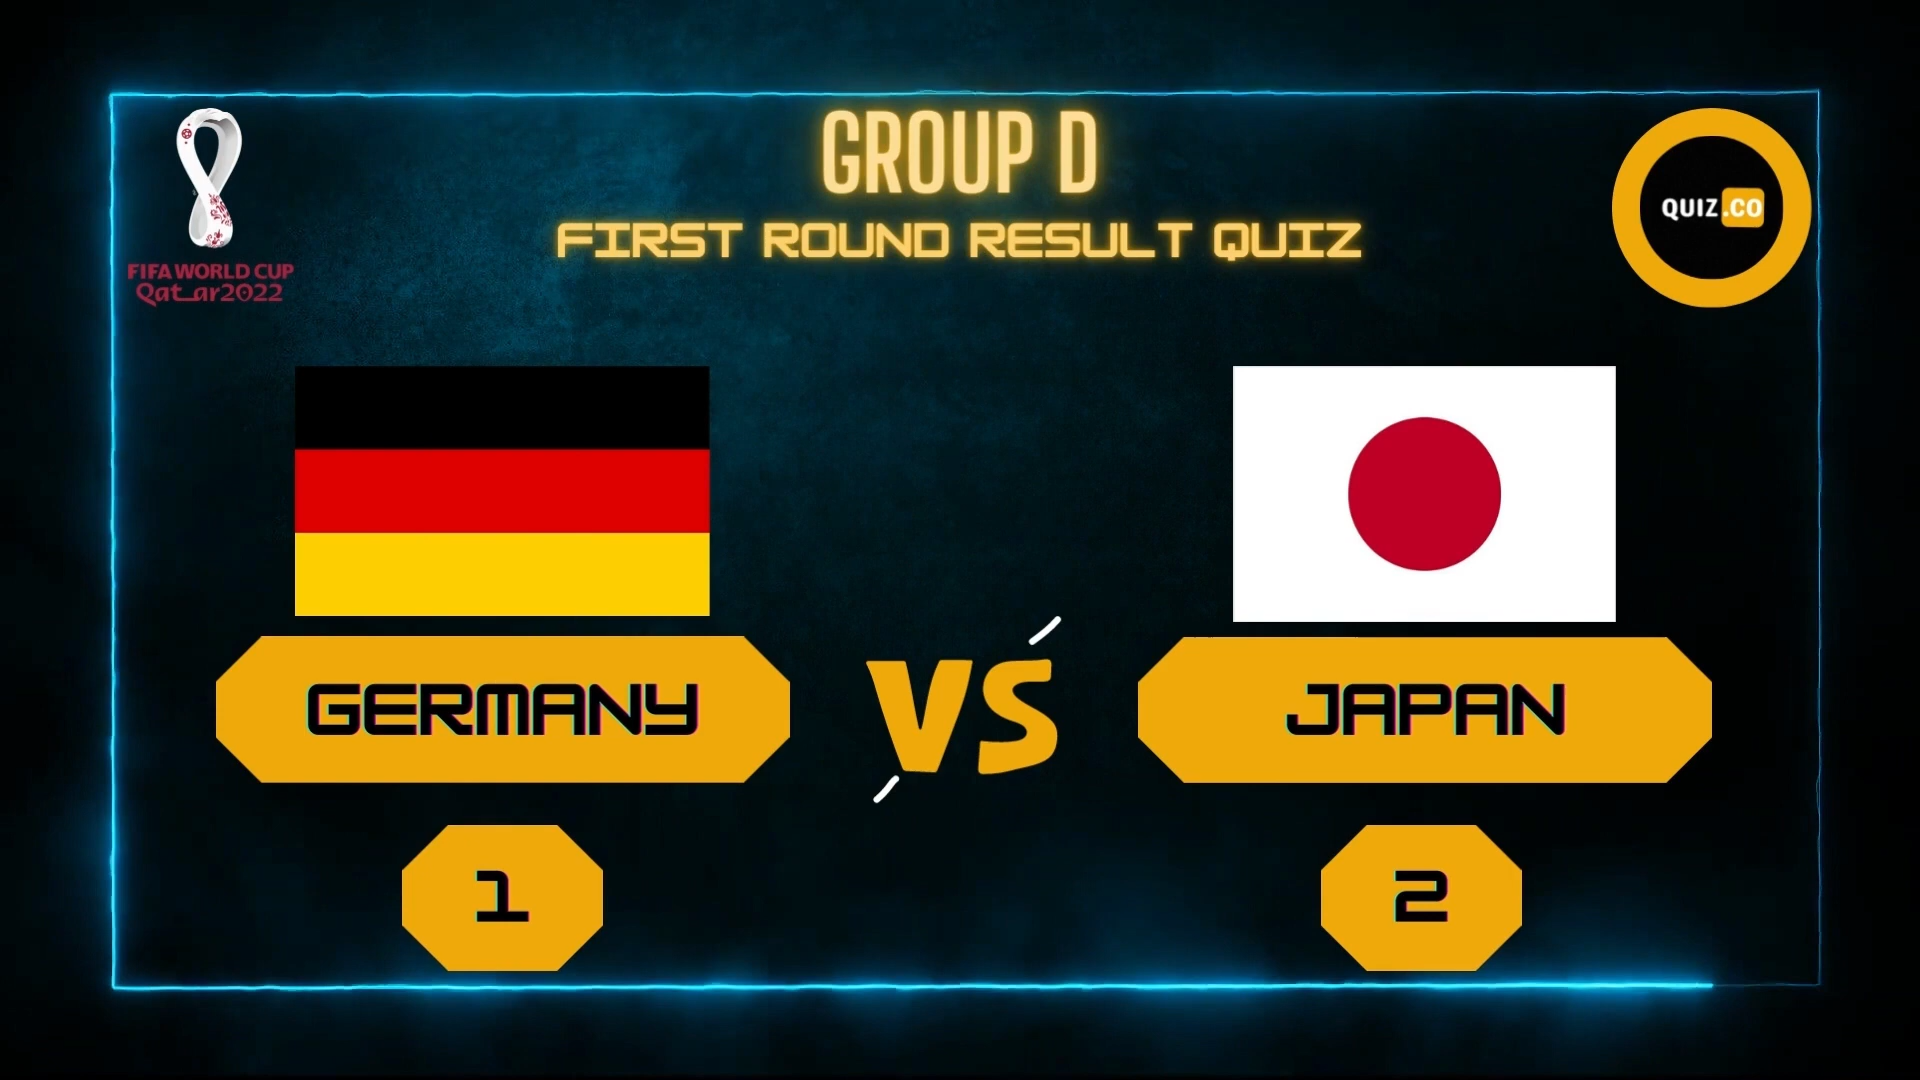 GROUP D
FIRST ROUND RESULT QUIZ
FIFA WORLD CUP
Qatar2022
QUIZ.CO
GERMANY
VS
JAPAN
1
2